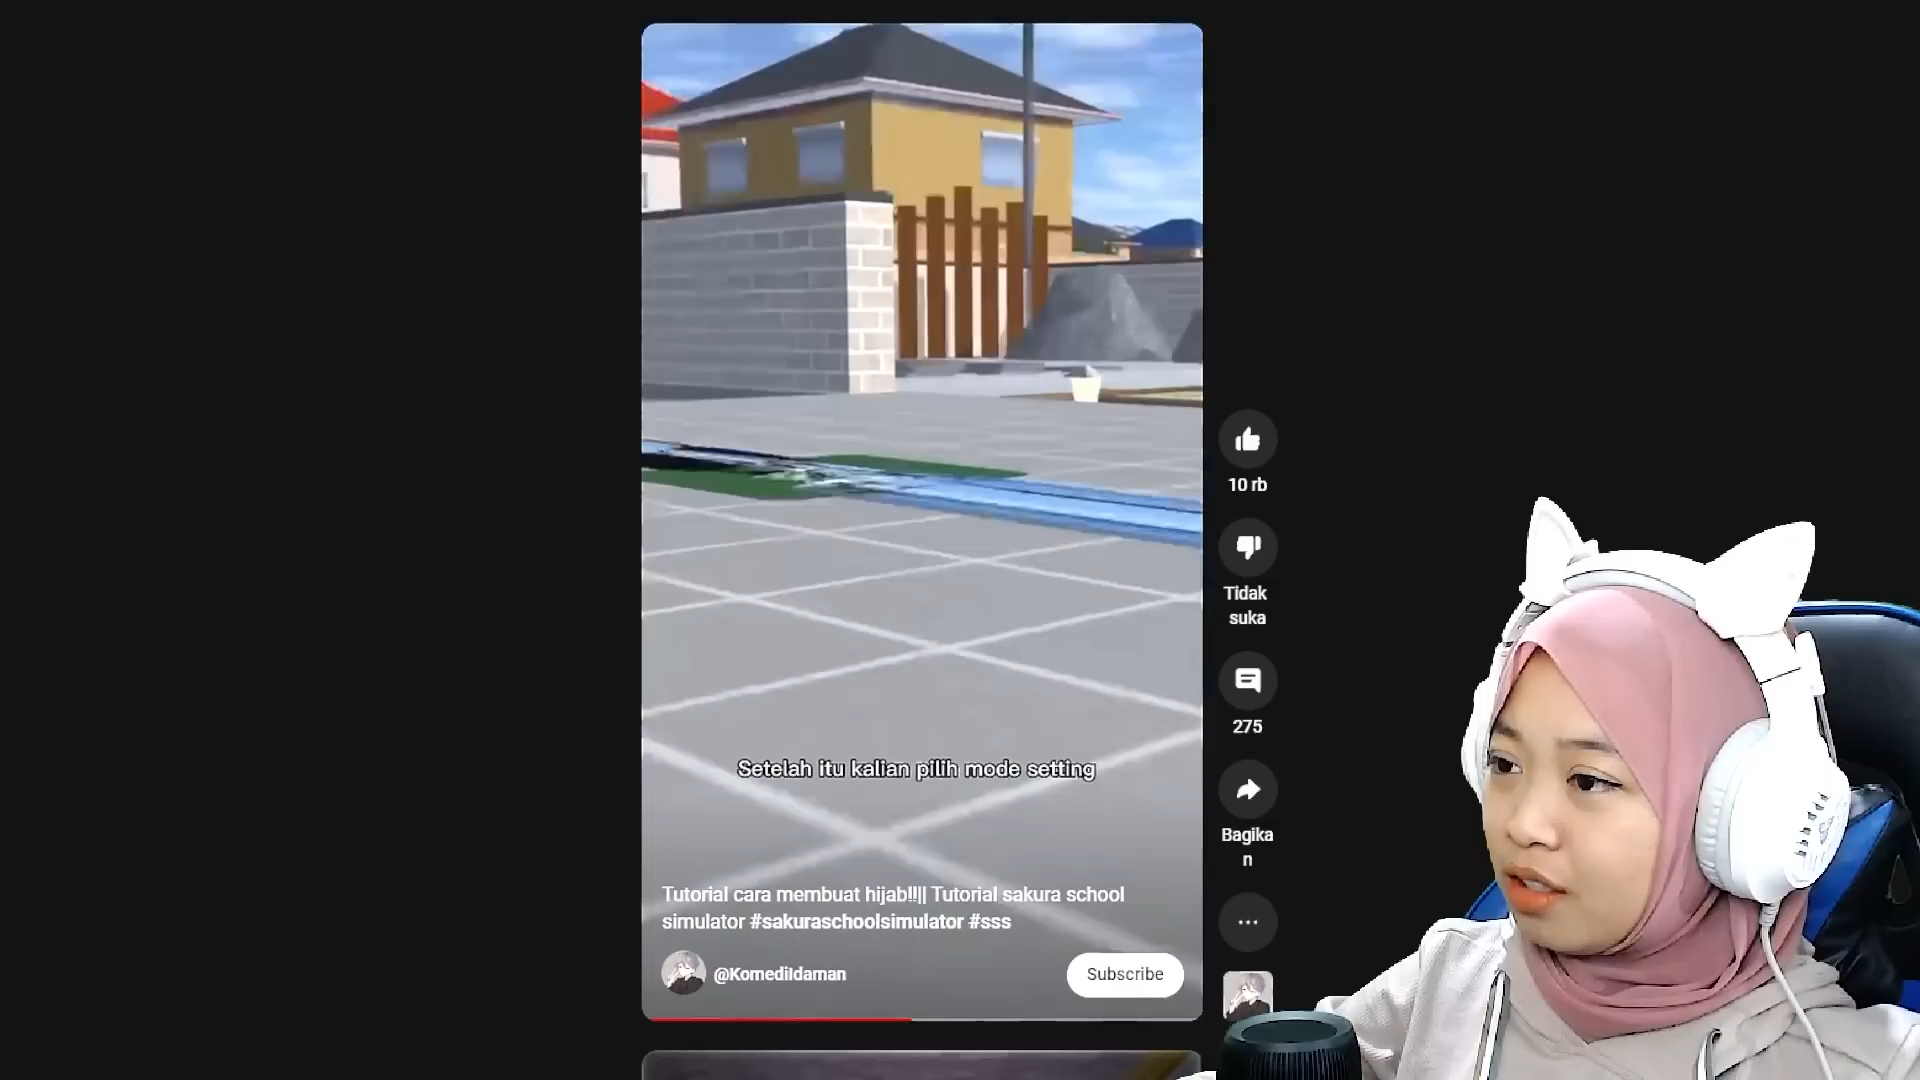 Setelah itu kalian pilih mode setting
Tutorial cara membuat hijab!!|| Tutorial sakura school
simulator #sakuraschoolsimulator #sss
@KomediIdaman
Subscribe
10 rb
Tidak
suka
275
Bagika
n